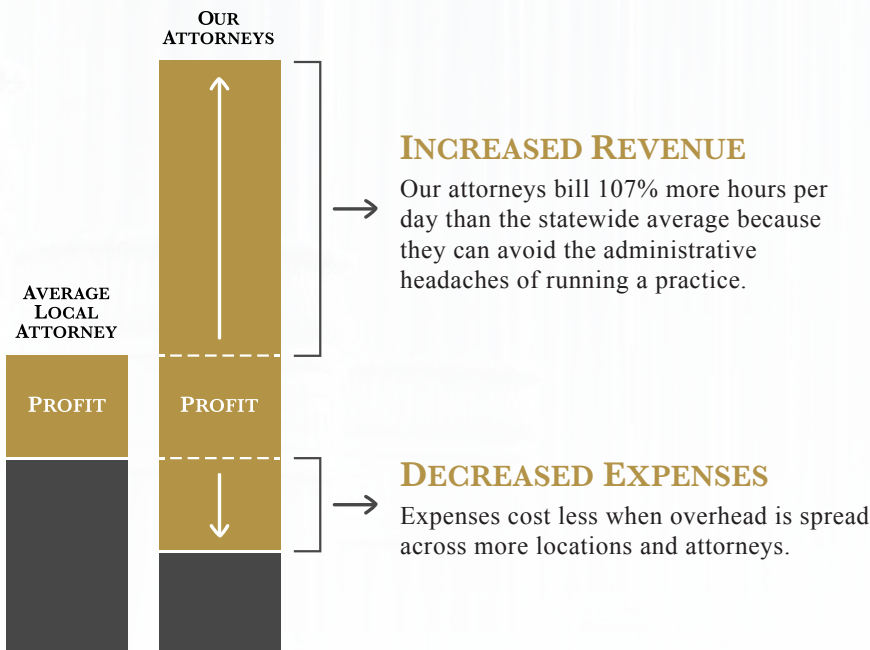 OUR
ATTORNEYS
INCREASED REVENUE
Our attorneys bill 107% more hours per
day than the statewide average because
they can avoid the administrative
headaches of running a practice.
AVERAGE
LOCAL
ATTORNEY
PROFIT
PROFIT
DECREASED EXPENSES
Expenses cost less when overhead is spread
across more locations and attorneys.